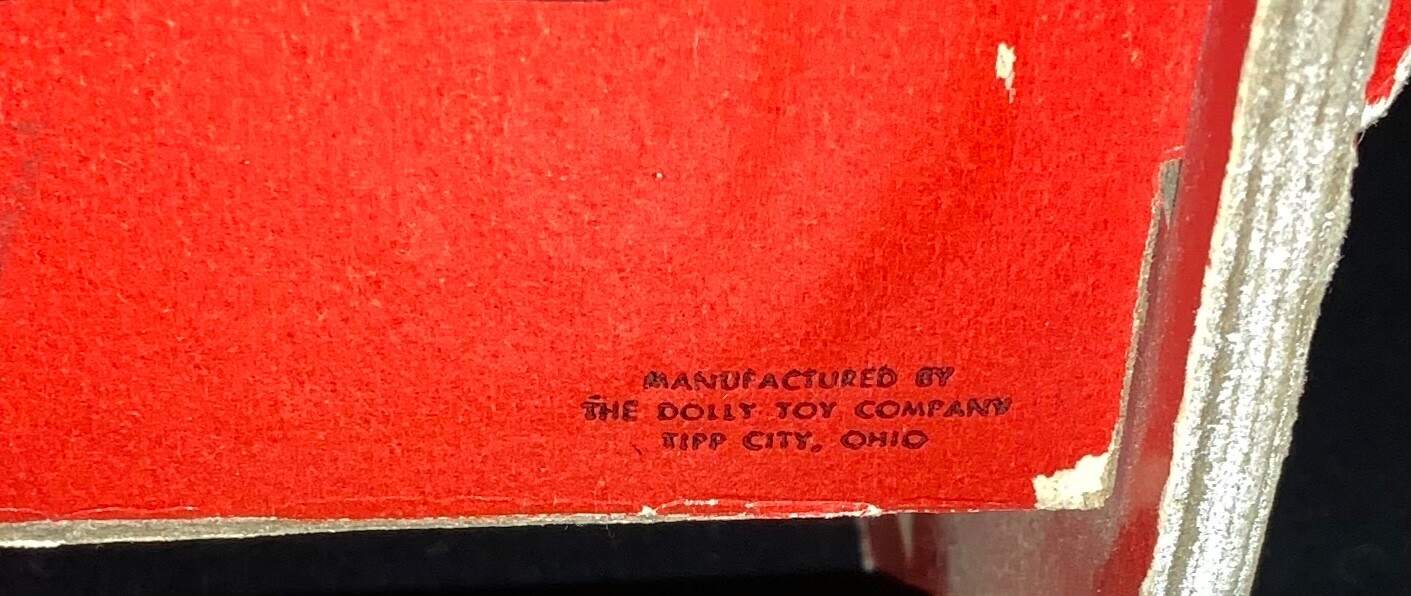 MANUFACTURED BY
THE DOLLY TOY COMPANY
TIPP CITY, OHIO